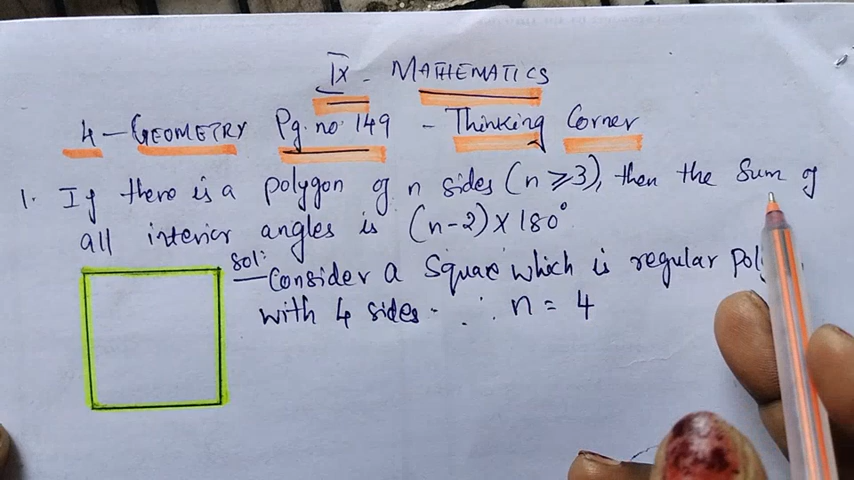 IX - MATHEMATICS
4 - GEOMETRY Pg. no. 149 - Thinking Corner
1. If there is a polygon of n sides (n ⩾ 3), then the Sum of
all interior angles is (n-2) × 180°
Sol:
Consider a Square which is regular
with 4 sides. ∴ n = 4